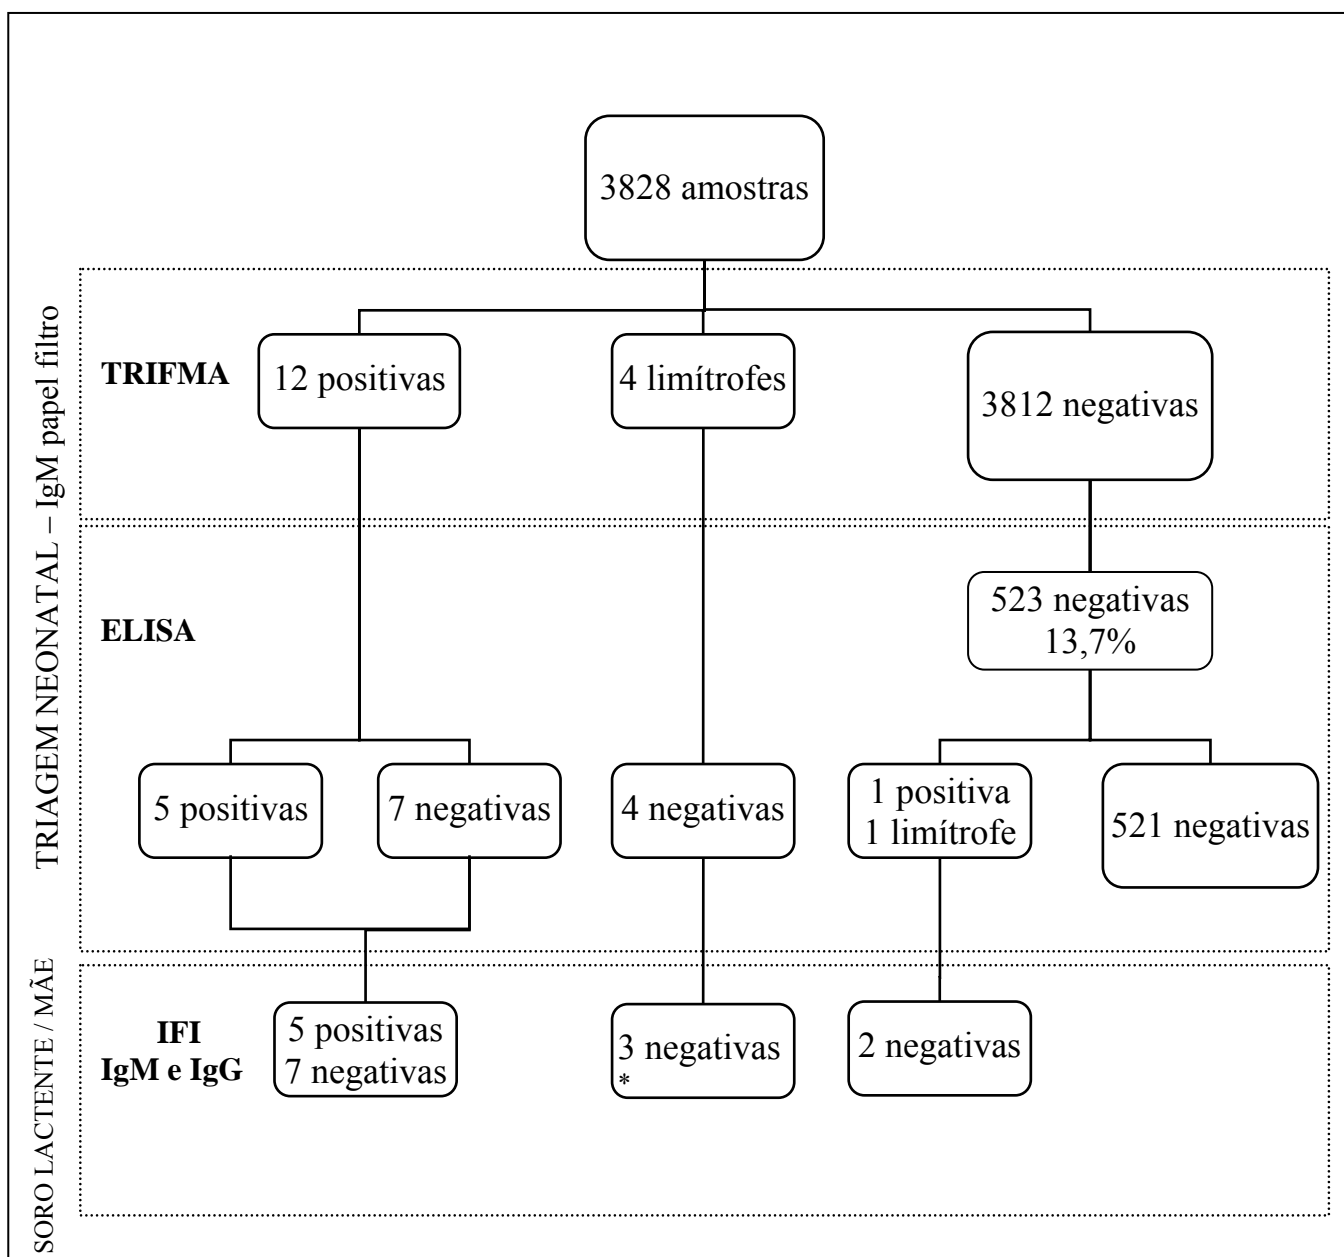 3828 amostras
TRIAGEM NEONATAL – IgM papel filtro
TRIFMA
12 positivas
4 limítrofes
3812 negativas
ELISA
523 negativas
13,7%
5 positivas
7 negativas
4 negativas
1 positiva
1 limítrofe
521 negativas
SORO LACTENTE / MÃE
IFI
IgM e IgG
5 positivas
7 negativas
3 negativas
*
2 negativas